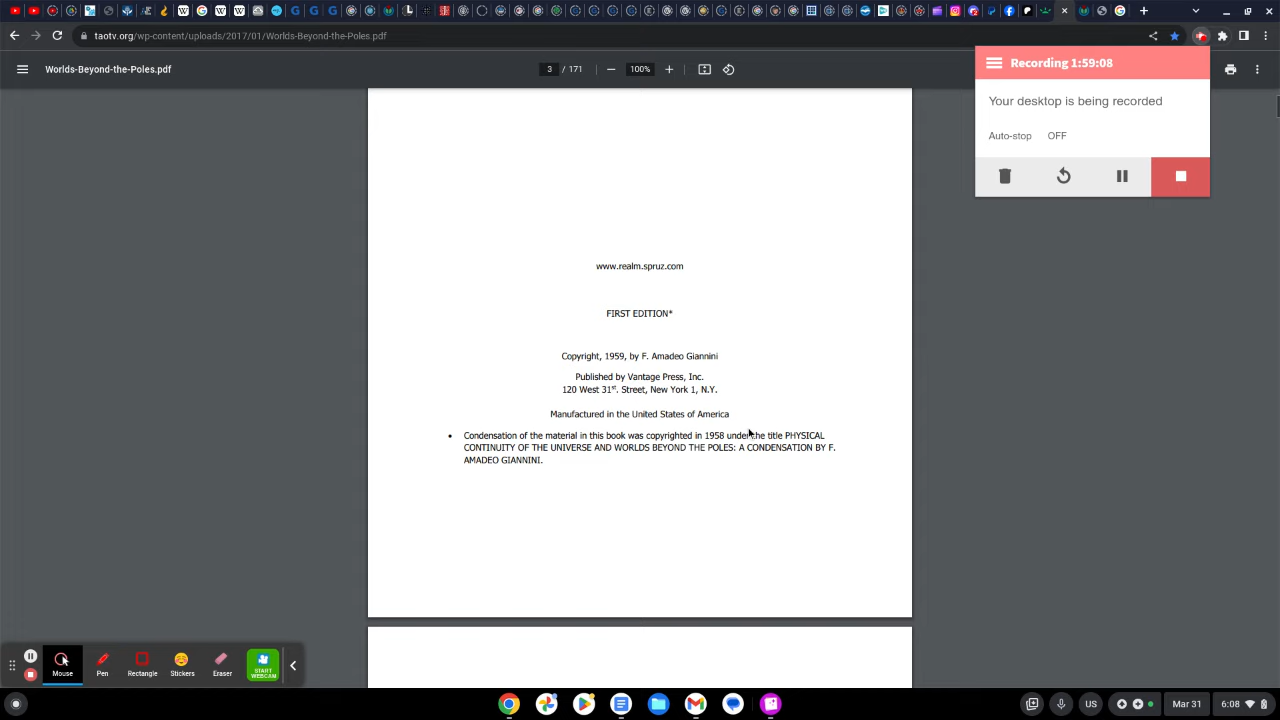 taotv.org/wp-content/uploads/2017/01/Worlds-Beyond-the-Poles.pdf
Worlds-Beyond-the-Poles.pdf
3 / 171
100%
Recording 1:59:08
Your desktop is being recorded
Auto-stop OFF
www.realm.spruz.com
FIRST EDITION*
Copyright, 1959, by F. Amadeo Giannini
Published by Vantage Press, Inc.
120 West 31st. Street, New York 1, N.Y.
Manufactured in the United States of America
• Condensation of the material in this book was copyrighted in 1958 under the title PHYSICAL
CONTINUITY OF THE UNIVERSE AND WORLDS BEYOND THE POLES: A CONDENSATION BY F.
AMADEO GIANNINI.
Mouse Pen Rectangle Stickers Eraser START WEBCAM
US Mar 31 6:08